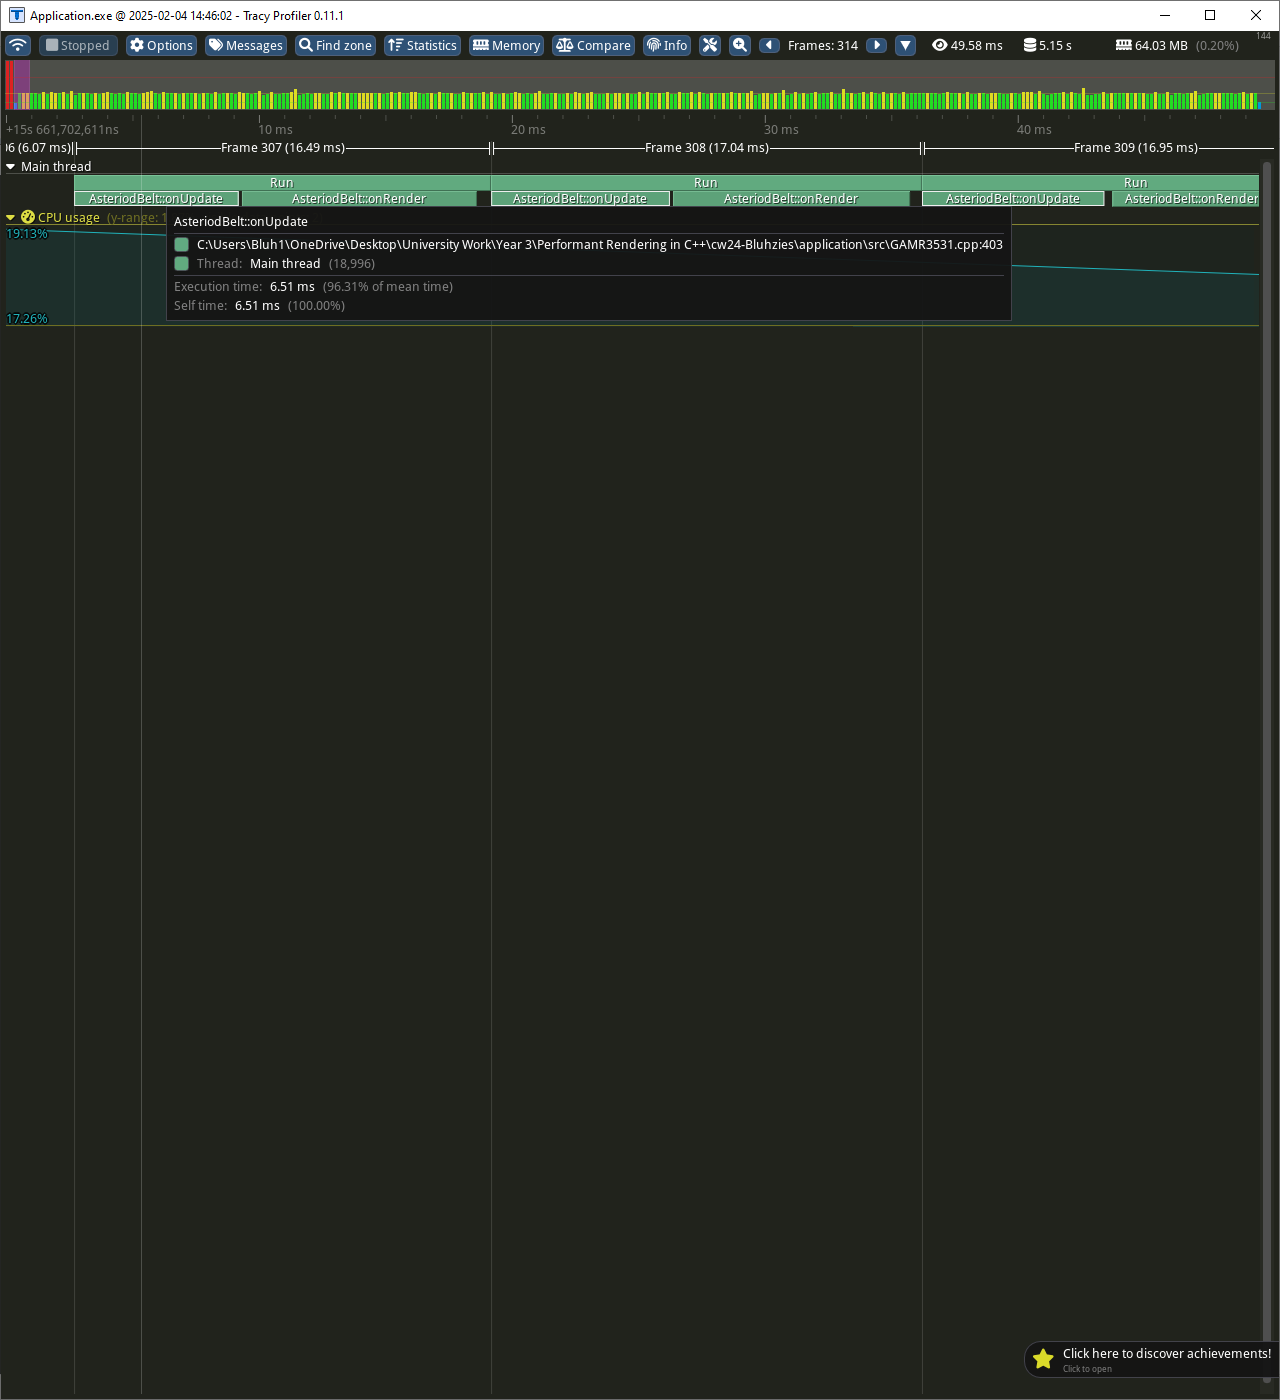 Application.exe @ 2025-02-04 14:46:02 - Tracy Profiler 0.11.1
Stopped Options Messages Find zone Statistics Memory Compare Info Frames: 314 49.58 ms 5.15 s 64.03 MB (0.20%) 144
+15s 661,702,611ns 10 ms 20 ms 30 ms 40 ms
06 (6.07 ms) Frame 307 (16.49 ms) Frame 308 (17.04 ms) Frame 309 (16.95 ms)
Main thread
Run Run Run
AsteriodBelt::onUpdate AsteriodBelt::onRender AsteriodBelt::onUpdate AsteriodBelt::onRender AsteriodBelt::onUpdate AsteriodBelt::onRender
CPU usage (y-range: 1
19.13%
AsteriodBelt::onUpdate
C:\Users\Bluh1\OneDrive\Desktop\University Work\Year 3\Performant Rendering in C++\cw24-Bluhzies\application\src\GAMR3531.cpp:403
Thread: Main thread (18,996)
Execution time: 6.51 ms (96.31% of mean time)
Self time: 6.51 ms (100.00%)
17.26%
Click here to discover achievements!
Click to open